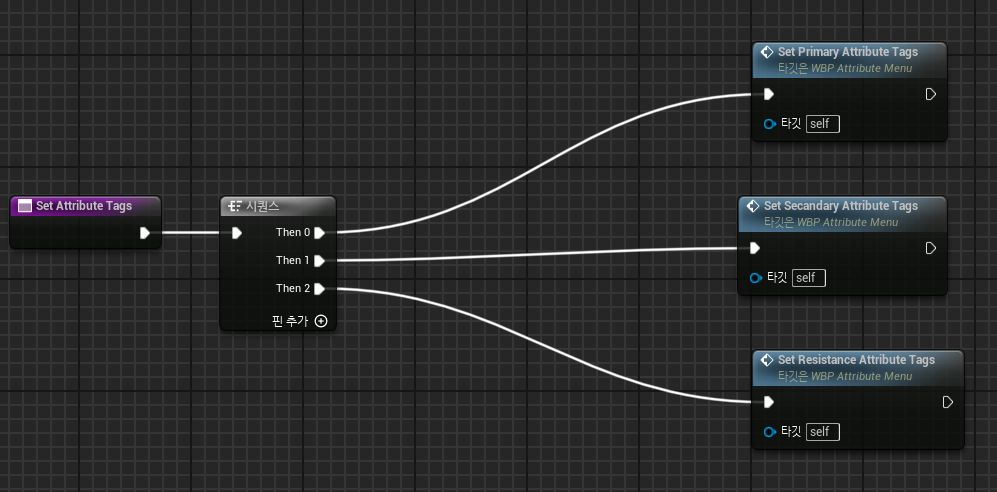 Set Primary Attribute Tags
타깃은 WBP Attribute Menu
타깃 self
Set Attribute Tags
시퀀스
Then 0
Then 1
Then 2
핀 추가
Set Secandary Attribute Tags
타깃은 WBP Attribute Menu
타깃 self
Set Resistance Attribute Tags
타깃은 WBP Attribute Menu
타깃 self